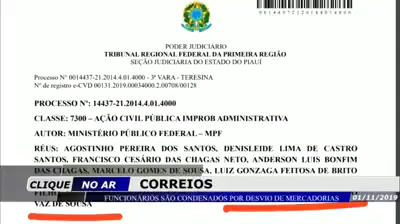 00144372120144014000
PODER JUDICIÁRIO
TRIBUNAL REGIONAL FEDERAL DA PRIMEIRA REGIÃO
SEÇÃO JUDICIÁRIA DO ESTADO DO PIAUÍ
Processo N° 0014437-21.2014.4.01.4000 - 3ª VARA - TERESINA
Nº de registro e-CVD 00131.2019.00034000.2.00708/00128
PROCESSO Nº: 14437-21.2014.4.01.4000
CLASSE: 7300 – AÇÃO CIVIL PÚBLICA IMPROB ADMINISTRATIVA
AUTOR: MINISTÉRIO PÚBLICO FEDERAL – MPF
RÉUS: AGOSTINHO PEREIRA DOS SANTOS, DENISLEIDE LIMA DE CASTRO
SANTOS, FRANCISCO CESÁRIO DAS CHAGAS NETO, ANDERSON LUIS BONFIM
DAS CHAGAS, MARCELO GOMES DE SOUSA, LUIZ GONZAGA FEITOSA DE BRITO
CLIQUE NO AR CORREIOS
FUNCIONÁRIOS SÃO CONDENADOS POR DESVIO DE MERCADORIAS 01/11/2019
VAZ DE SOUSA